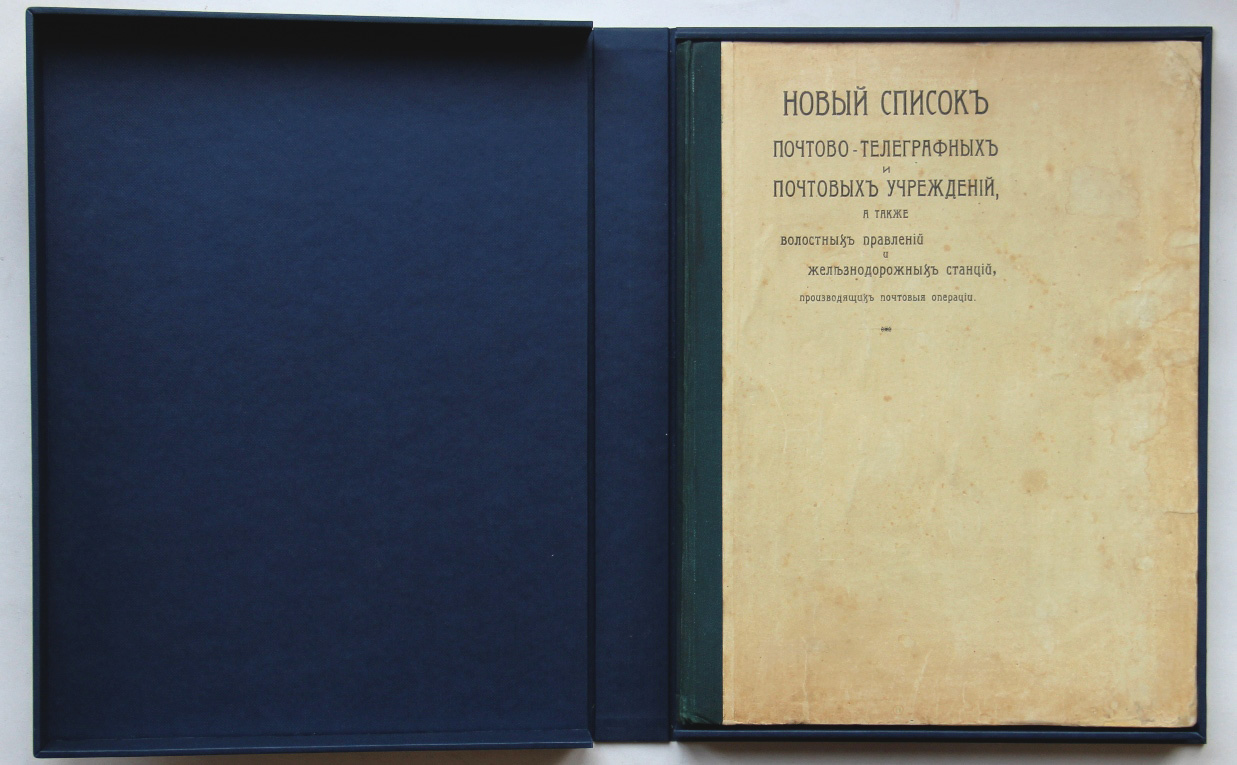 НОВЫЙ СПИСОКЪ
ПОЧТОВО-ТЕЛЕГРАФНЫХЪ
И
ПОЧТОВЫХЪ УЧРЕЖДЕНІЙ,
А ТАКЖЕ
волостныхъ правленій
и
желѣзнодорожныхъ станцій,
производящихъ почтовыя операціи.